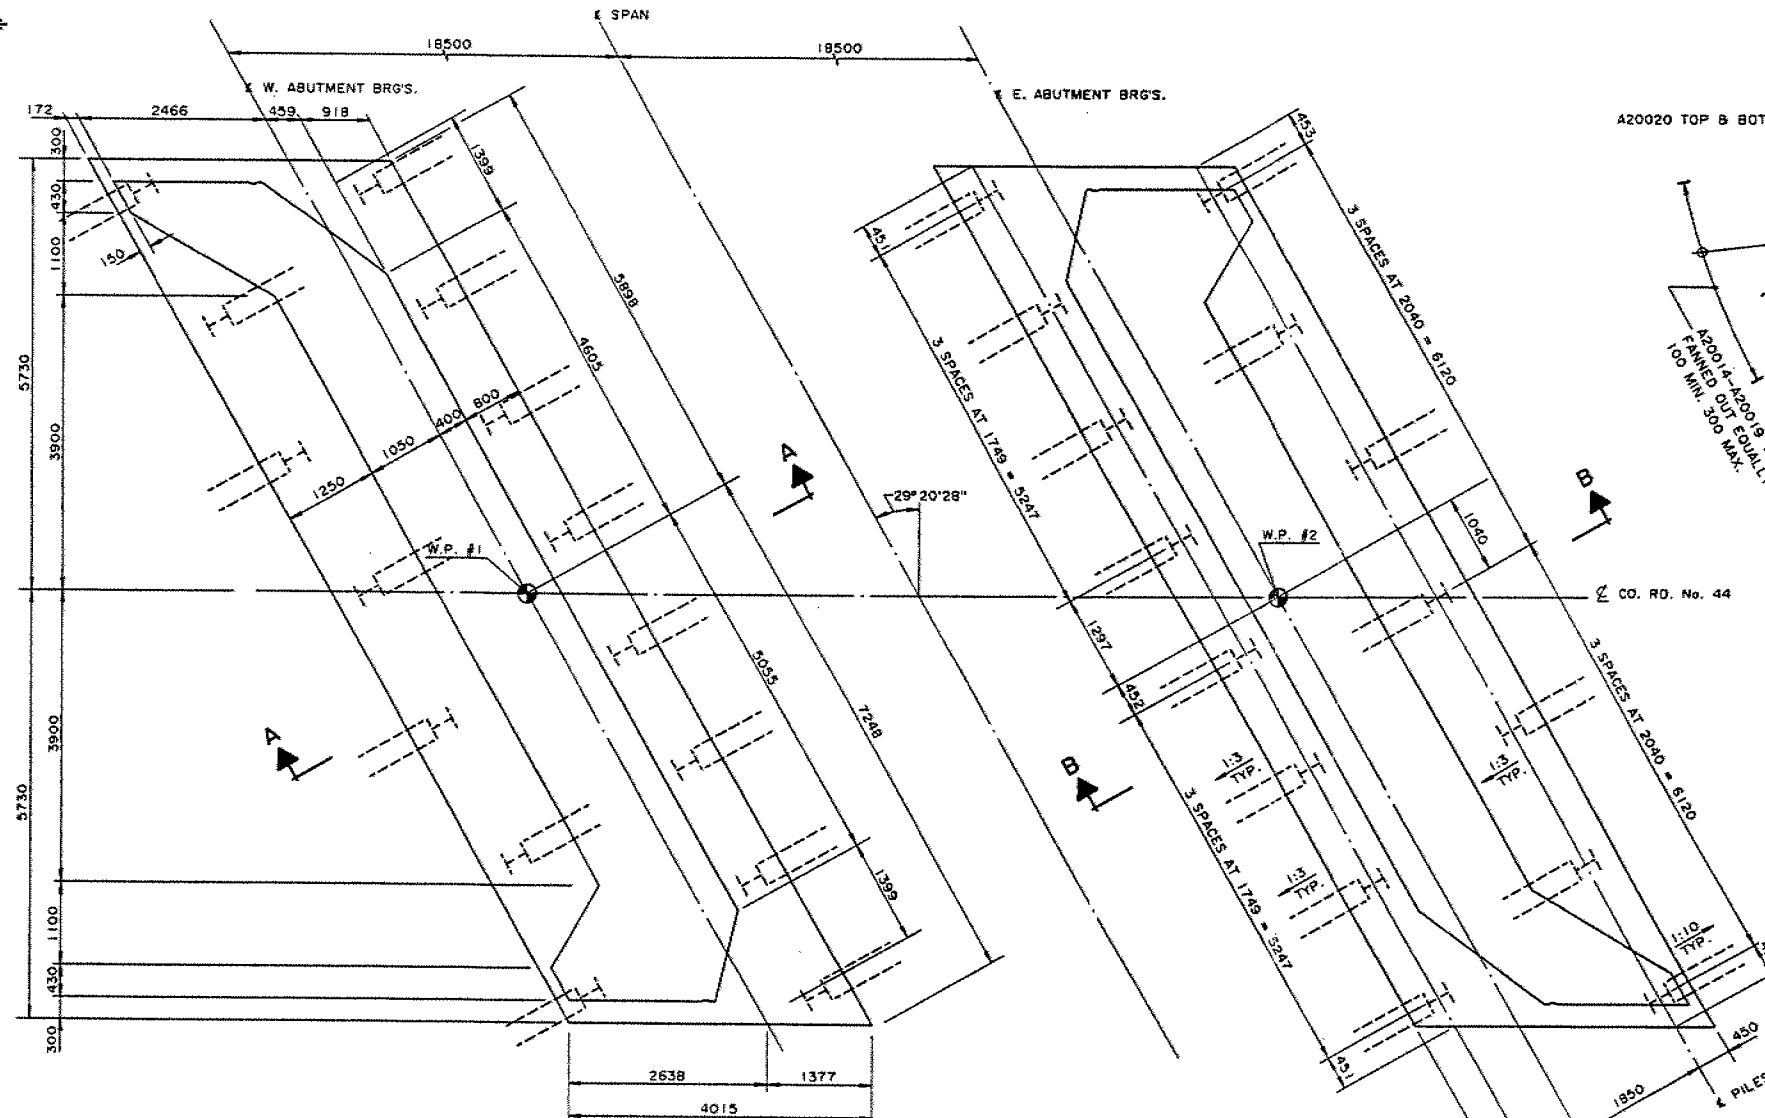 ℄ SPAN
18500
18500
℄ W. ABUTMENT BRG'S.
℄ E. ABUTMENT BRG'S.
172
2466
459
918
A20020 TOP & BOT
300
430
1100
150
5730
3900
1399
5898
4605
1250
1050
400
800
W.P. #1
A
29° 20' 28"
451
3 SPACES AT 1749 = 5247
453
3 SPACES AT 2040 = 6120
A20014-A20019
FANNED OUT EQUALLY
100 MIN. 300 MAX.
B
1040
W.P. #2
℄ CO. RD. No. 44
1297
452
5055
7248
3900
5730
1100
430
300
A
1399
B
1:3
TYP.
1:3
TYP.
1:3
TYP.
3 SPACES AT 2040 = 6120
3 SPACES AT 1749 = 5247
1:10
TYP.
451
450
1850
℄ PILES
2638
1377
4015